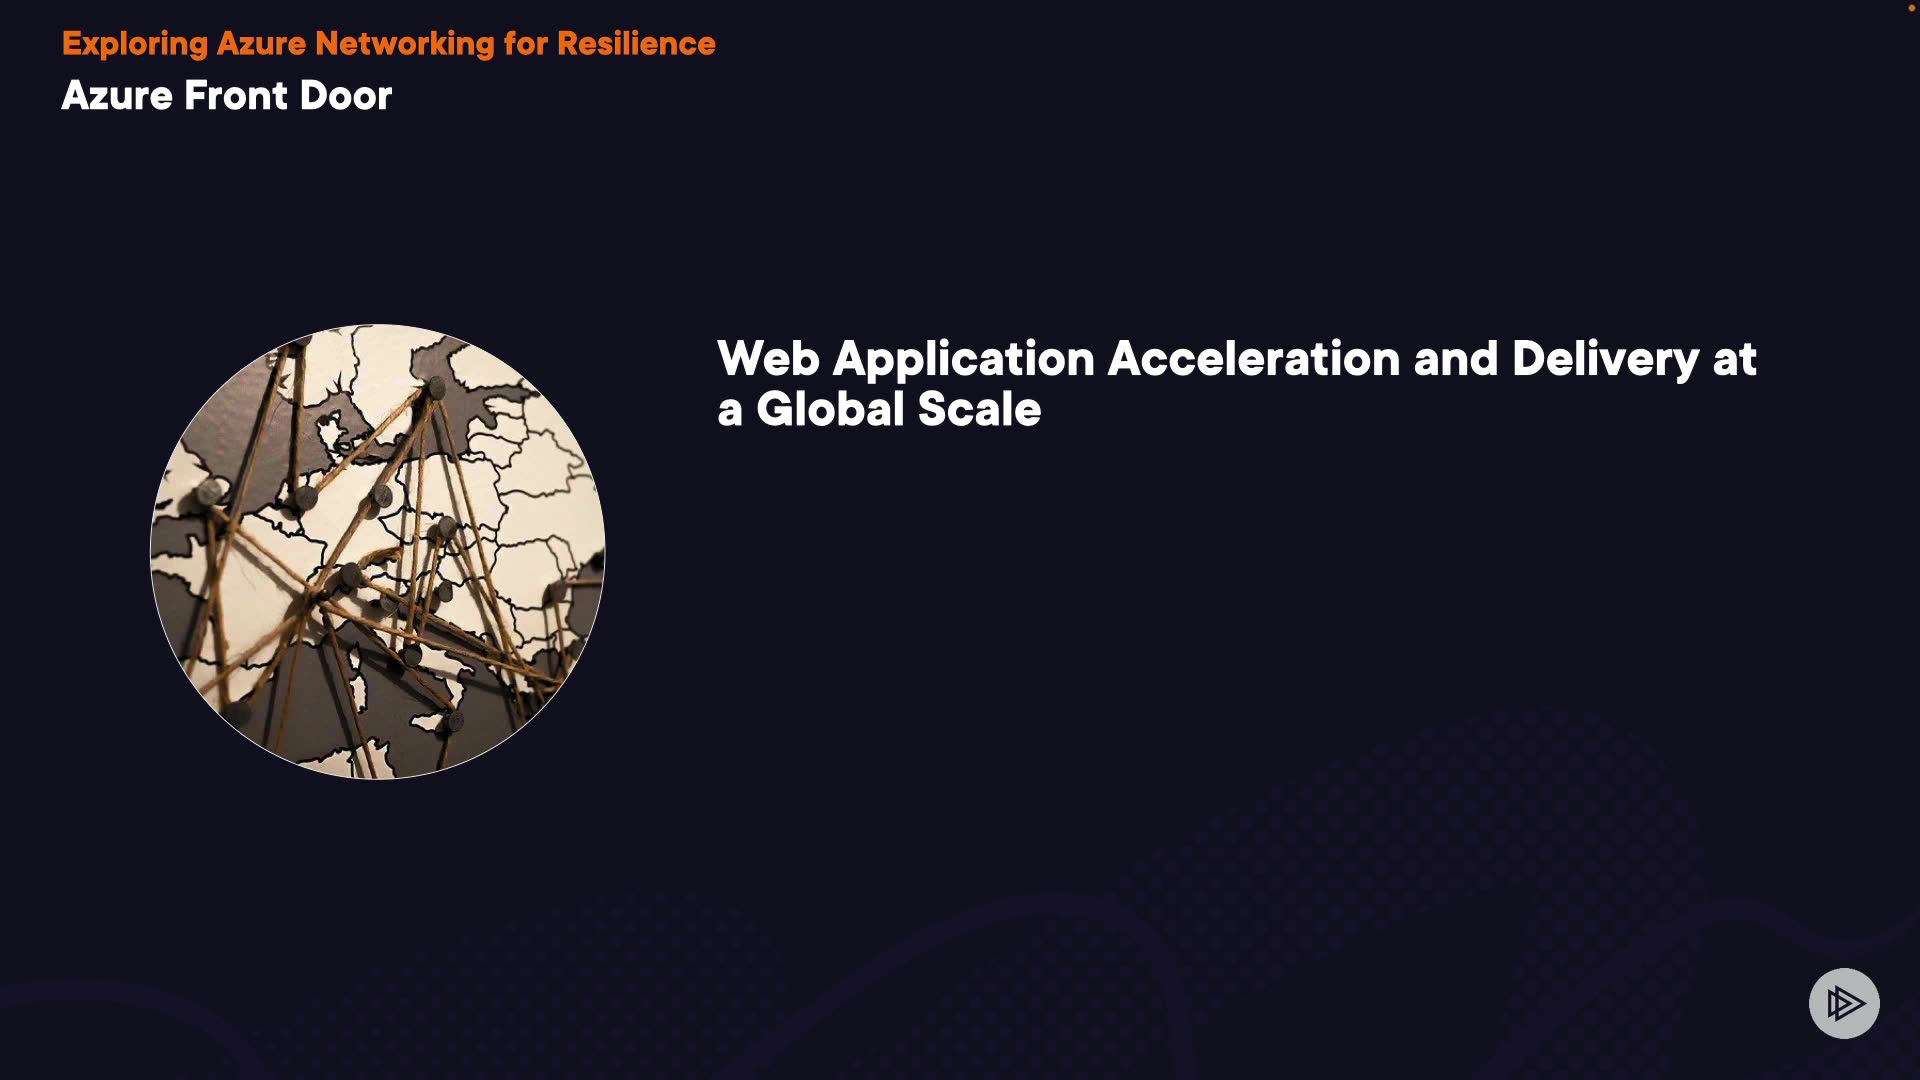 Exploring Azure Networking for Resilience
Azure Front Door
Web Application Acceleration and Delivery at
a Global Scale